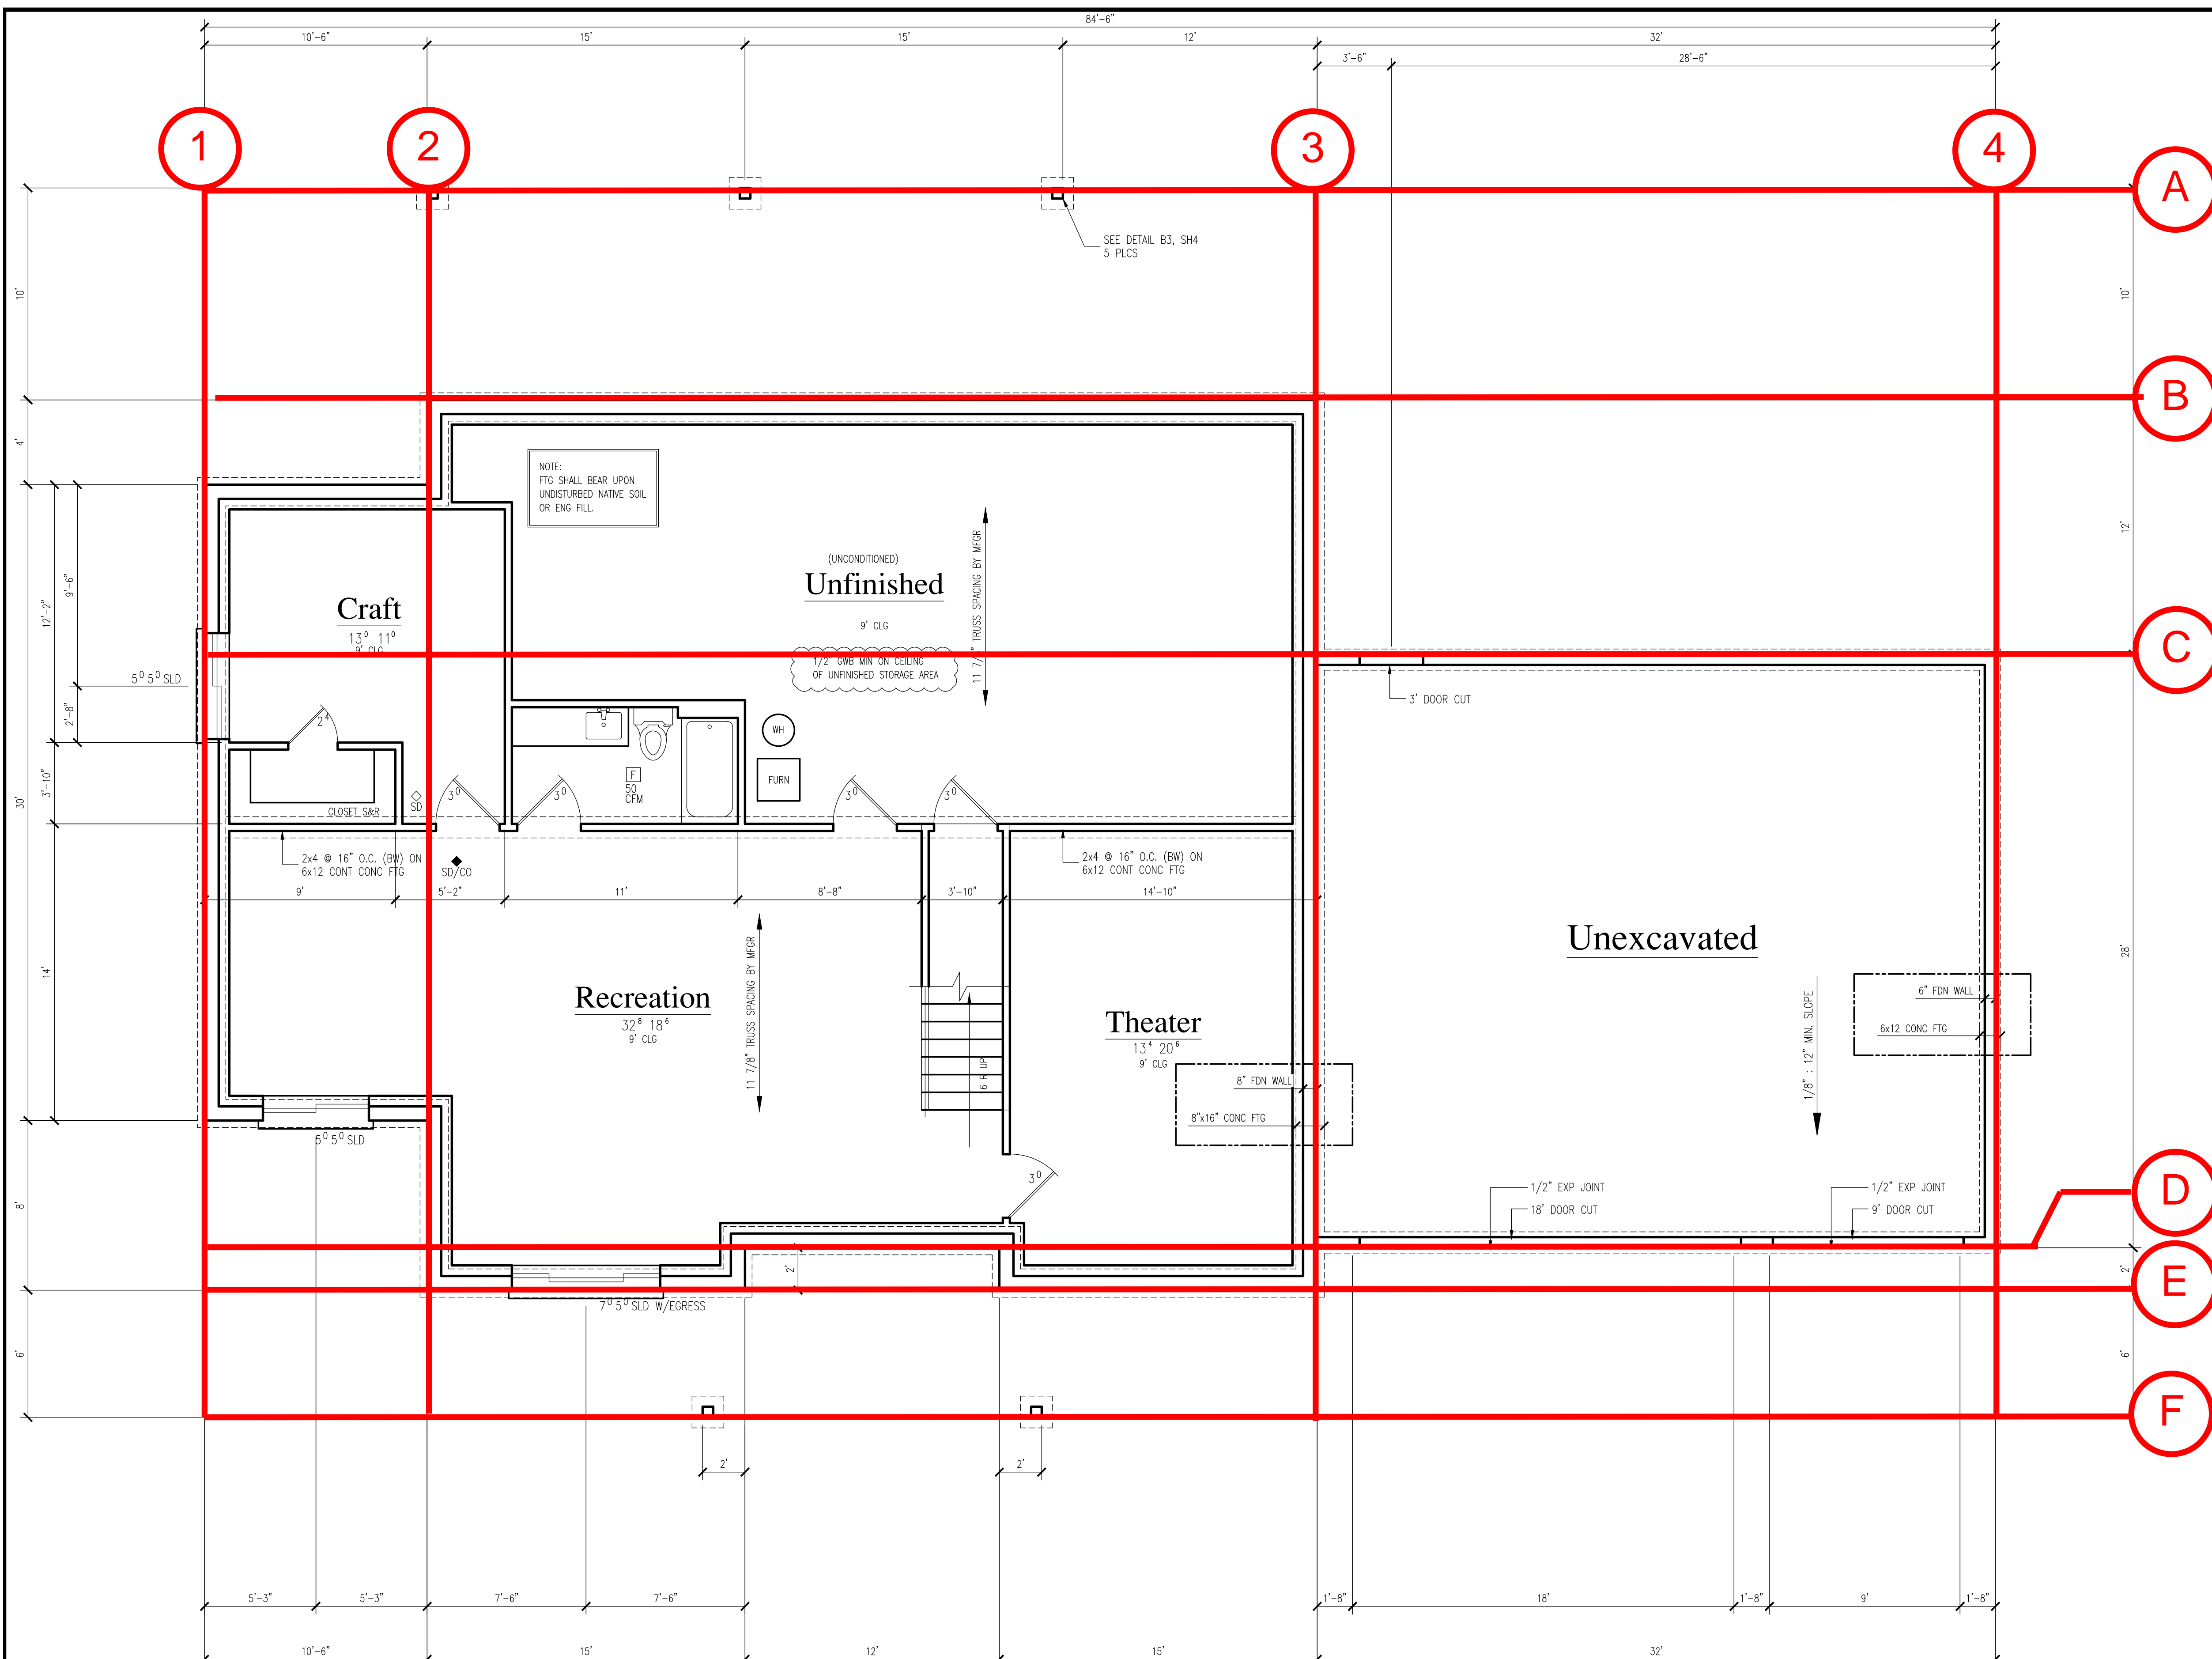 84'-6"
10'-6" 15' 15' 12' 32'
3'-6" 28'-6"
1 2 3 4
A
SEE DETAIL B3, SH4
5 PLCS
10' 10'
B
4'
NOTE:
FTG SHALL BEAR UPON
UNDISTURBED NATIVE SOIL
OR ENG FILL.
12'
(UNCONDITIONED)
Unfinished
9' CLG
1/2" GWB MIN ON CEILING
OF UNFINISHED STORAGE AREA
11 7/8" TRUSS SPACING BY MFGR
Craft
13⁰ 11⁰
9' CLG
9'-6"
12'-2"
C
5⁰ 5⁰ SLD
2'-8"
2⁴
3' DOOR CUT
WH
FURN
F
50
CFM
3'-10"
30'
CLOSET S&R
SD
3⁰ 3⁰ 3⁰ 3⁰
2x4 @ 16" O.C. (BW) ON
6x12 CONT CONC FTG
SD/CO
2x4 @ 16" O.C. (BW) ON
6x12 CONT CONC FTG
9' 5'-2" 11' 8'-8" 3'-10" 14'-10"
14'
Unexcavated
28'
Recreation
32⁸ 18⁶
9' CLG
11 7/8" TRUSS SPACING BY MFGR
6 R UP
Theater
13⁴ 20⁶
9' CLG
6" FDN WALL
6x12 CONC FTG
1/8" : 12" MIN. SLOPE
8" FDN WALL
8"x16" CONC FTG
5⁰ 5⁰ SLD
3⁰
1/2" EXP JOINT
18' DOOR CUT
1/2" EXP JOINT
9' DOOR CUT
D
8'
2'
2'
E
7⁰ 5⁰ SLD W/EGRESS
6' 6'
F
2' 2'
5'-3" 5'-3" 7'-6" 7'-6" 1'-8" 18' 1'-8" 9' 1'-8"
10'-6" 15' 12' 15' 32'